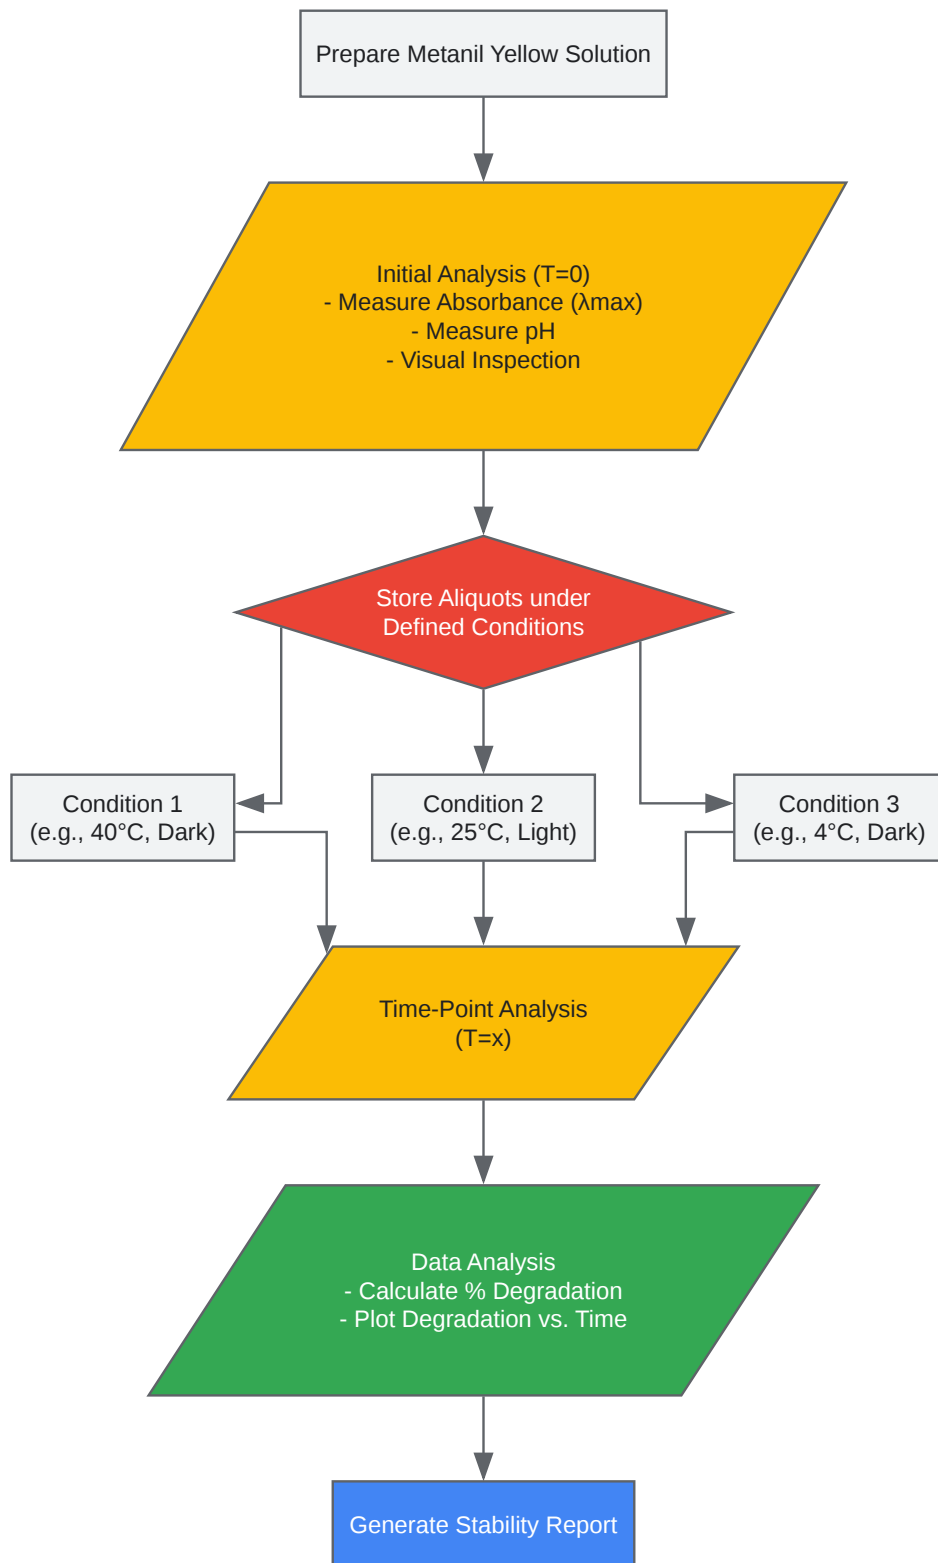 Prepare Metanil Yellow Solution
Initial Analysis (T=0)
- Measure Absorbance (λmax)
- Measure pH
- Visual Inspection
Store Aliquots under
Defined Conditions
Condition 1
(e.g., 40°C, Dark)
Condition 2
(e.g., 25°C, Light)
Condition 3
(e.g., 4°C, Dark)
Time-Point Analysis
(T=x)
Data Analysis
- Calculate % Degradation
- Plot Degradation vs. Time
Generate Stability Report